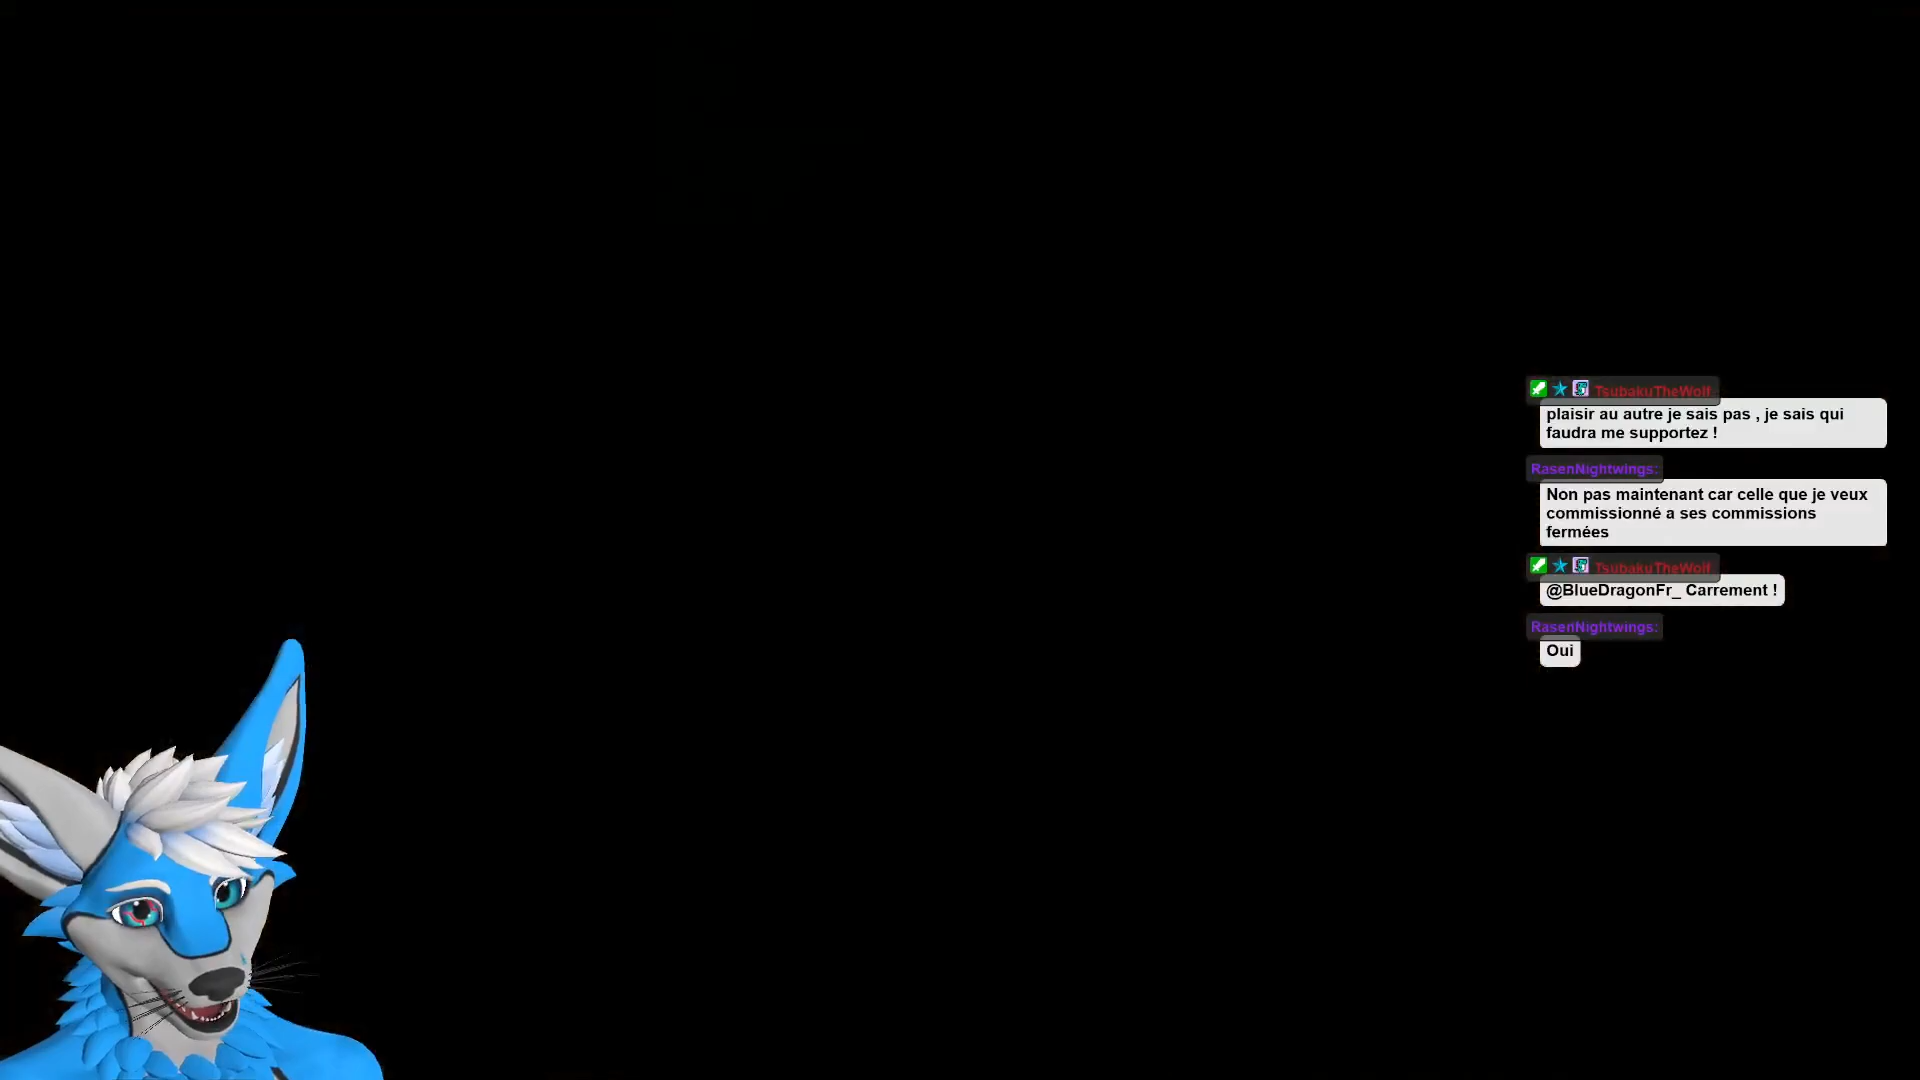 TsubakuTheWolf
plaisir au autre je sais pas , je sais qui
faudra me supportez !
RasenNightwings:
Non pas maintenant car celle que je veux
commissionné a ses commissions
fermées
TsubakuTheWolf
@BlueDragonFr_ Carrement !
RasenNightwings:
Oui